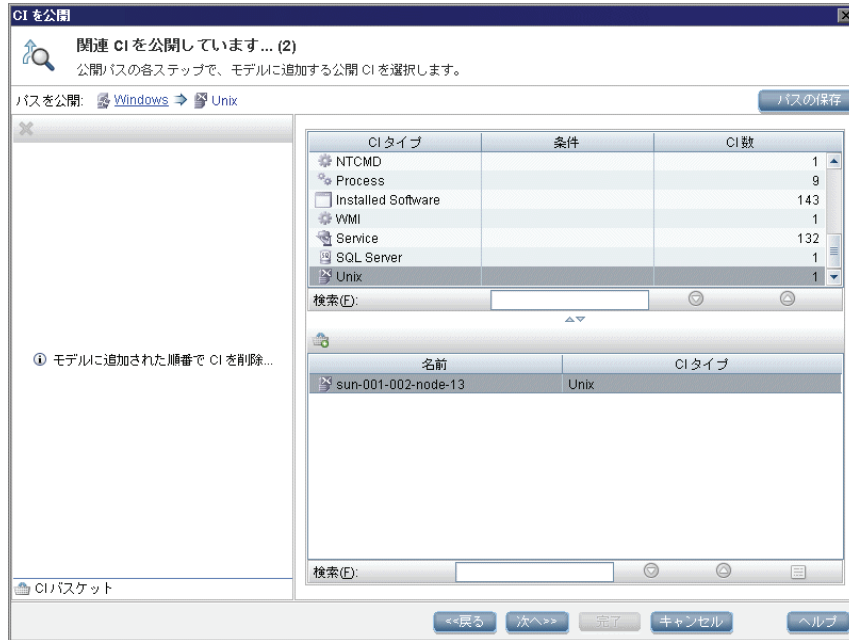 CI を公開
関連 CI を公開しています... (2)
公開パスの各ステップで、モデルに追加する公開 CI を選択します。
パスを公開: Windows Unix
パスの保存
CI タイプ 条件 CI 数
NTCMD 1
Process 9
Installed Software 143
WMI 1
Service 132
SQL Server 1
Unix 1
検索(F):
モデルに追加された順番で CI を削除...
名前 CI タイプ
sun-001-002-node-13 Unix
検索(F):
CI バスケット
<<戻る 次へ>> 完了 キャンセル ヘルプ